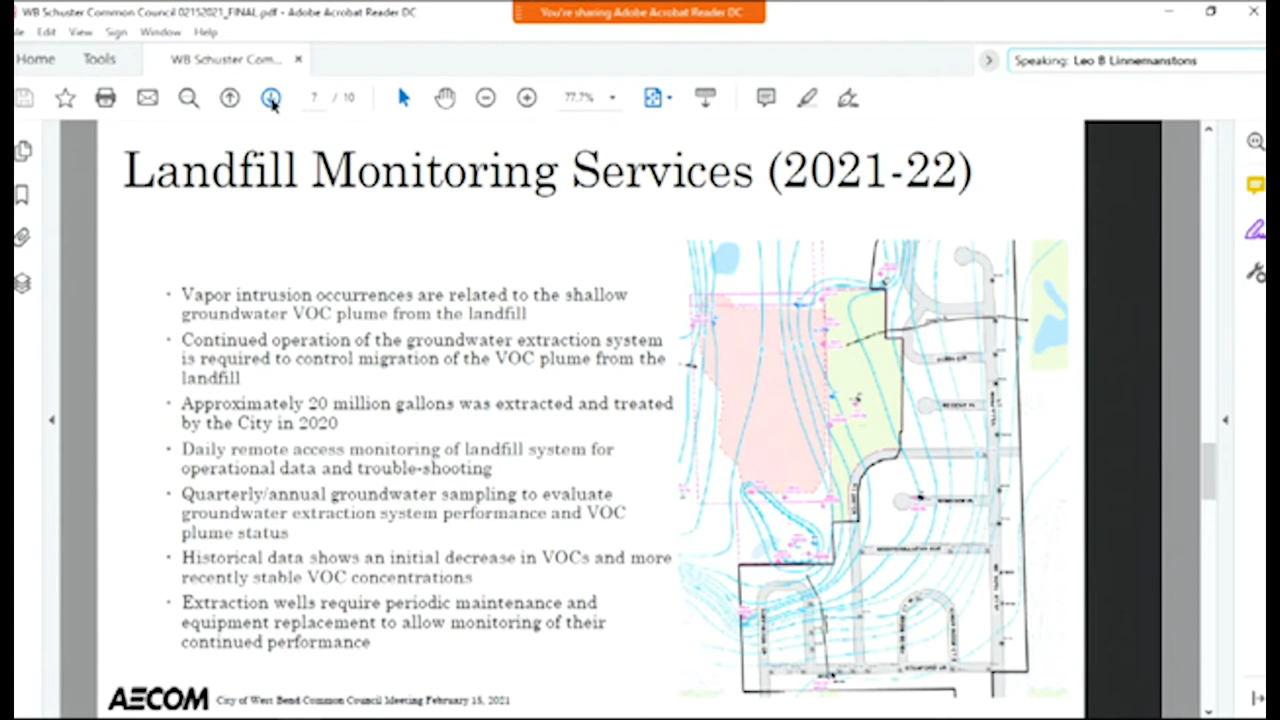 WB Schuster Common Council 02152021_FINAL.pdf - Adobe Acrobat Reader DC
You're sharing Adobe Acrobat Reader DC
Edit View Sign Window Help
Home Tools WB Schuster Com... ×
Speaking: Leo B Linnemanstons
7 / 10 77.7%
Landfill Monitoring Services (2021-22)
· Vapor intrusion occurrences are related to the shallow
groundwater VOC plume from the landfill
· Continued operation of the groundwater extraction system
is required to control migration of the VOC plume from the
landfill
· Approximately 20 million gallons was extracted and treated
by the City in 2020
· Daily remote access monitoring of landfill system for
operational data and trouble-shooting
· Quarterly/annual groundwater sampling to evaluate
groundwater extraction system performance and VOC
plume status
· Historical data shows an initial decrease in VOCs and more
recently stable VOC concentrations
· Extraction wells require periodic maintenance and
equipment replacement to allow monitoring of their
continued performance
AECOM City of West Bend Common Council Meeting February 15, 2021